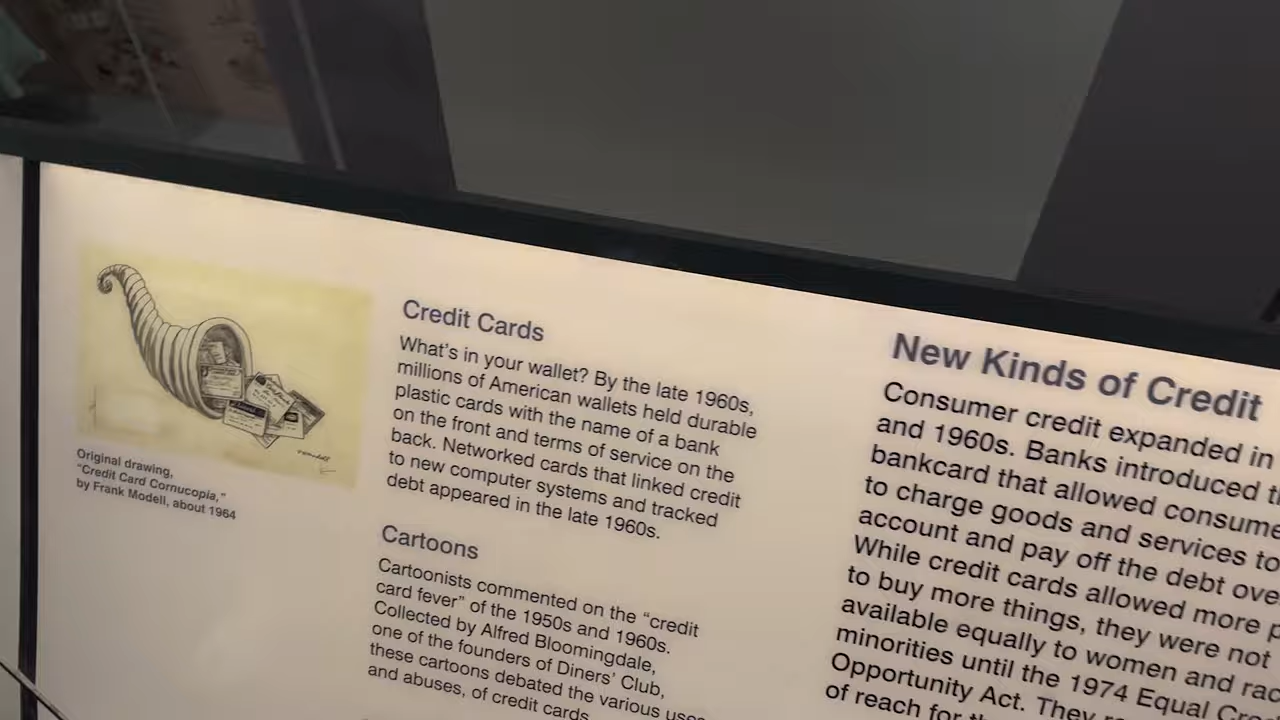 Original drawing,
"Credit Card Cornucopia,"
by Frank Modell, about 1964
Credit Cards
What's in your wallet? By the late 1960s,
millions of American wallets held durable
plastic cards with the name of a bank
on the front and terms of service on the
back. Networked cards that linked credit
to new computer systems and tracked
debt appeared in the late 1960s.
Cartoons
Cartoonists commented on the "credit
card fever" of the 1950s and 1960s.
Collected by Alfred Bloomingdale,
one of the founders of Diners' Club,
these cartoons debated the various uses
and abuses, of credit cards
New Kinds of Credit
Consumer credit expanded in
and 1960s. Banks introduced
bankcard that allowed
to charge goods and services to
account and pay off the debt
While credit cards allowed more
to buy more things, they were not
available equally to women and
minorities until the 1974 Equal
Opportunity Act. They
of reach for